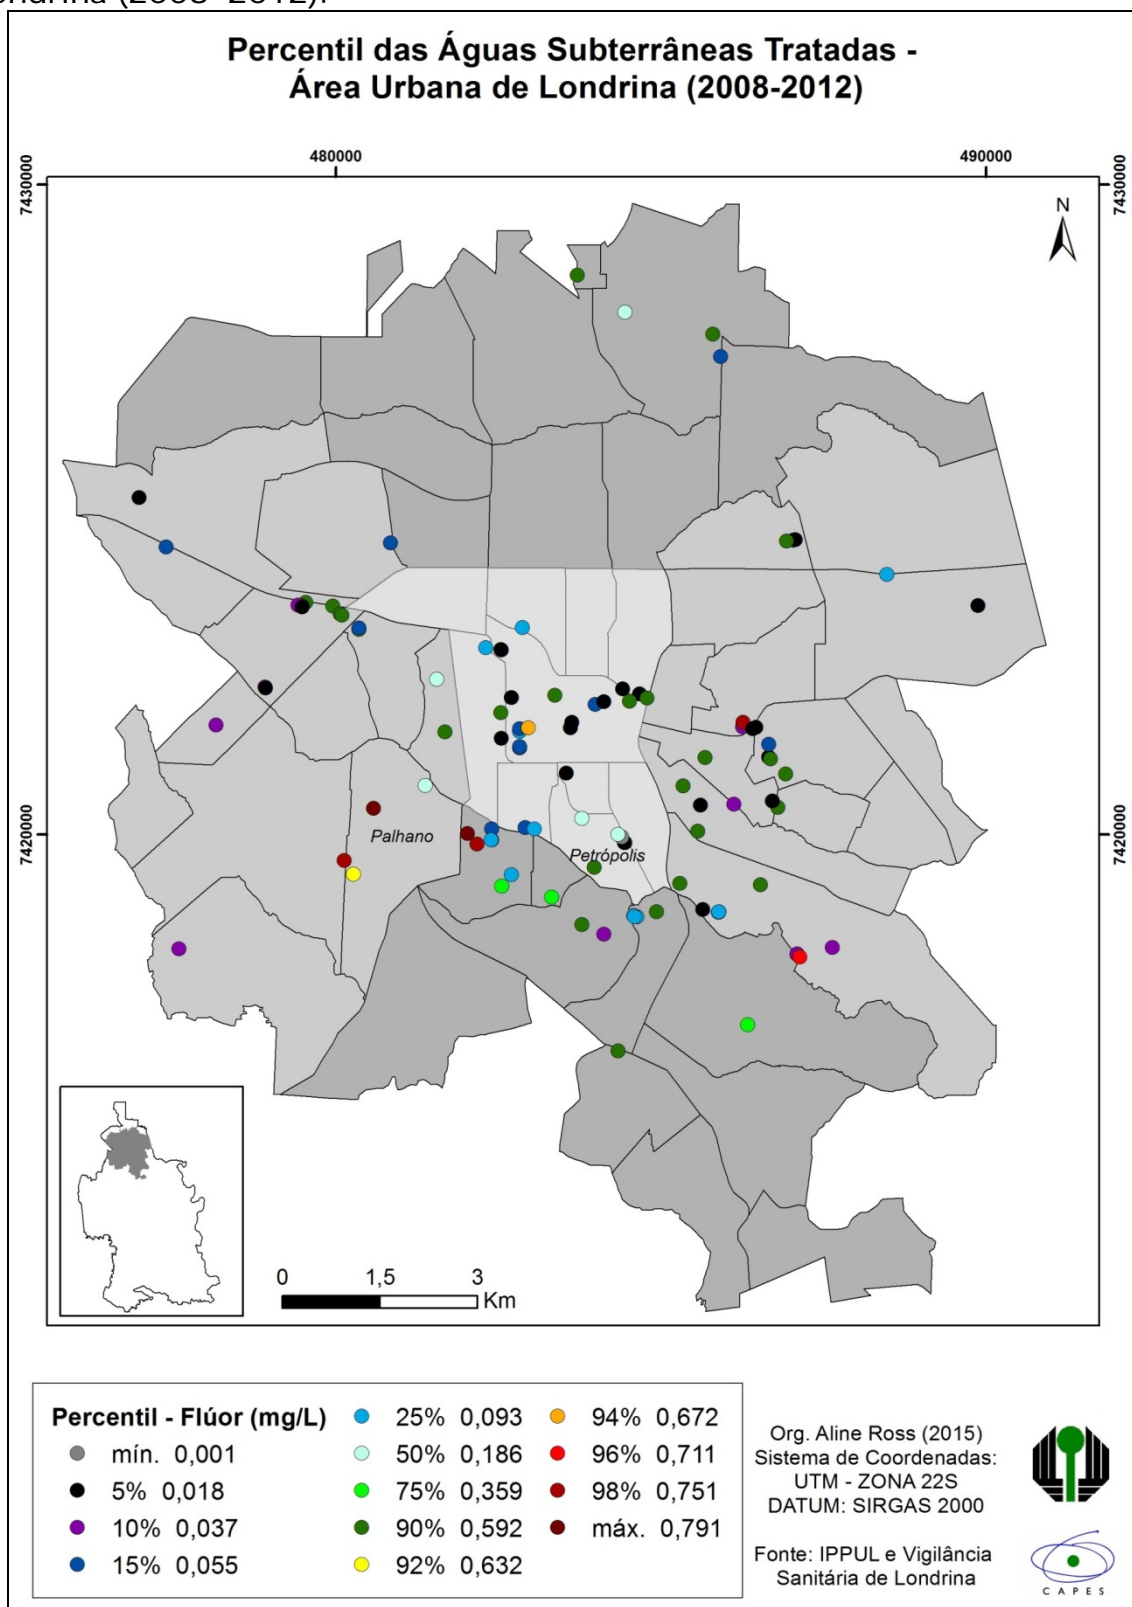 ndrina (2008–2012).
Percentil das Águas Subterrâneas Tratadas -
Área Urbana de Londrina (2008-2012)
480000
490000
7430000
7430000
N
7420000
7420000
Palhano
Petrópolis
0 1,5 3
Km
Percentil - Flúor (mg/L)
mín. 0,001
5% 0,018
10% 0,037
15% 0,055
25% 0,093
50% 0,186
75% 0,359
90% 0,592
92% 0,632
94% 0,672
96% 0,711
98% 0,751
máx. 0,791
Org. Aline Ross (2015)
Sistema de Coordenadas:
UTM - ZONA 22S
DATUM: SIRGAS 2000
Fonte: IPPUL e Vigilância
Sanitária de Londrina
CAPES